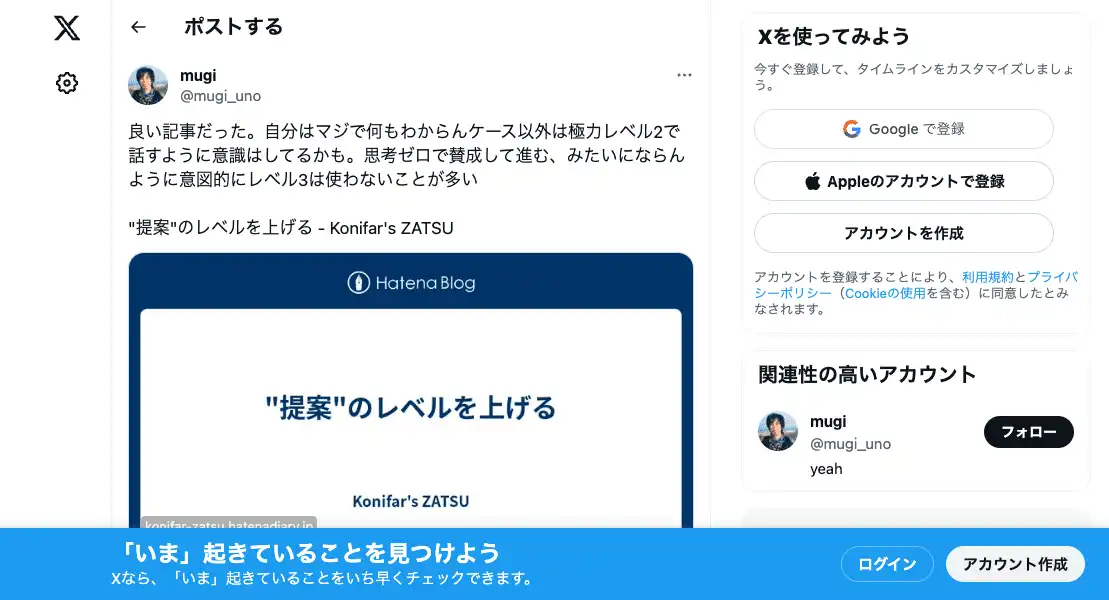 ポストする
mugi
@mugi_uno
良い記事だった。自分はマジで何もわからんケース以外は極力レベル2で
話すように意識はしてるかも。思考ゼロで賛成して進む、みたいにならん
ように意図的にレベル3は使わないことが多い
"提案"のレベルを上げる - Konifar's ZATSU
Hatena Blog
"提案"のレベルを上げる
Konifar's ZATSU
konifar-zatsu.hatenadiary.jp
Xを使ってみよう
今すぐ登録して、タイムラインをカスタマイズしましょ
う。
Google で登録
Appleのアカウントで登録
アカウントを作成
アカウントを登録することにより、利用規約とプライバ
シーポリシー（Cookieの使用を含む）に同意したとみ
なされます。
関連性の高いアカウント
mugi
@mugi_uno
フォロー
yeah
「いま」起きていることを見つけよう
Xなら、「いま」起きていることをいち早くチェックできます。
ログイン
アカウント作成